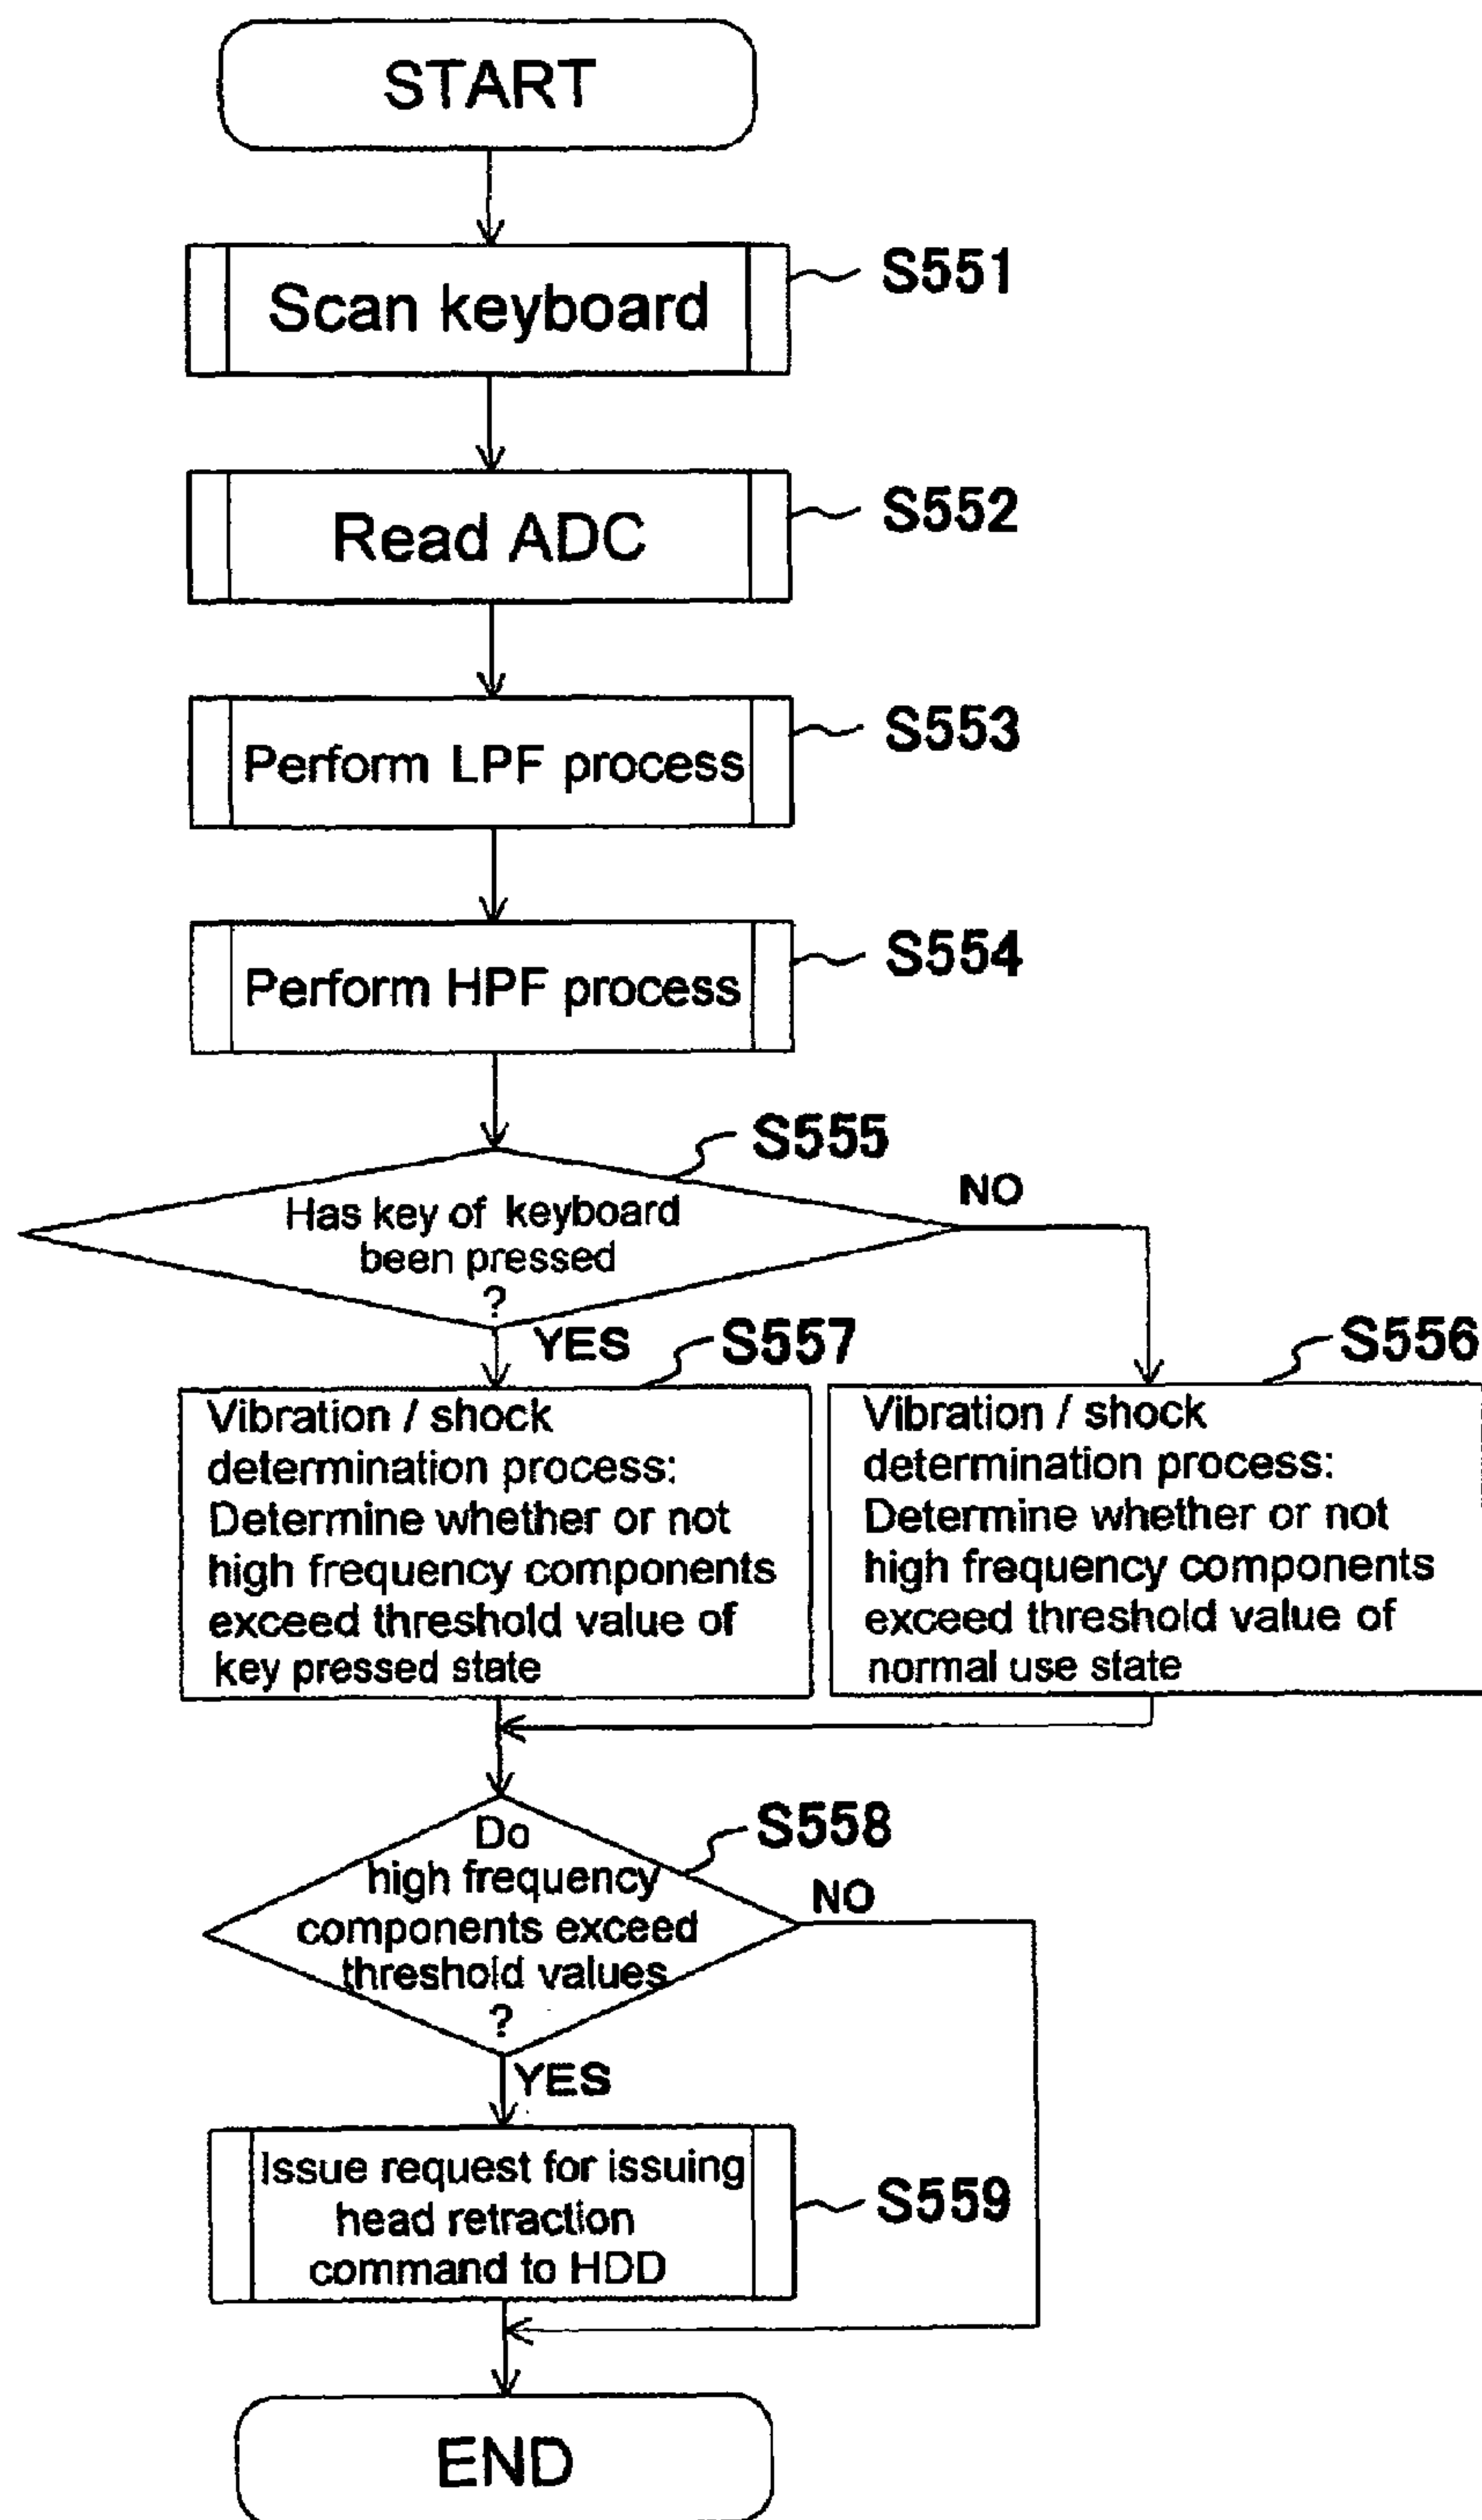 START
Scan keyboard
S551
Read ADC
S552
Perform LPF process
S553
Perform HPF process
S554
S555
Has key of keyboard
been pressed
?
NO
YES
S557
Vibration / shock
determination process:
Determine whether or not
high frequency components
exceed threshold value of
key pressed state
S556
Vibration / shock
determination process:
Determine whether or not
high frequency components
exceed threshold value of
normal use state
S558
Do
high frequency
components exceed
threshold values
?
NO
YES
Issue request for issuing
head retraction
command to HDD
S559
END